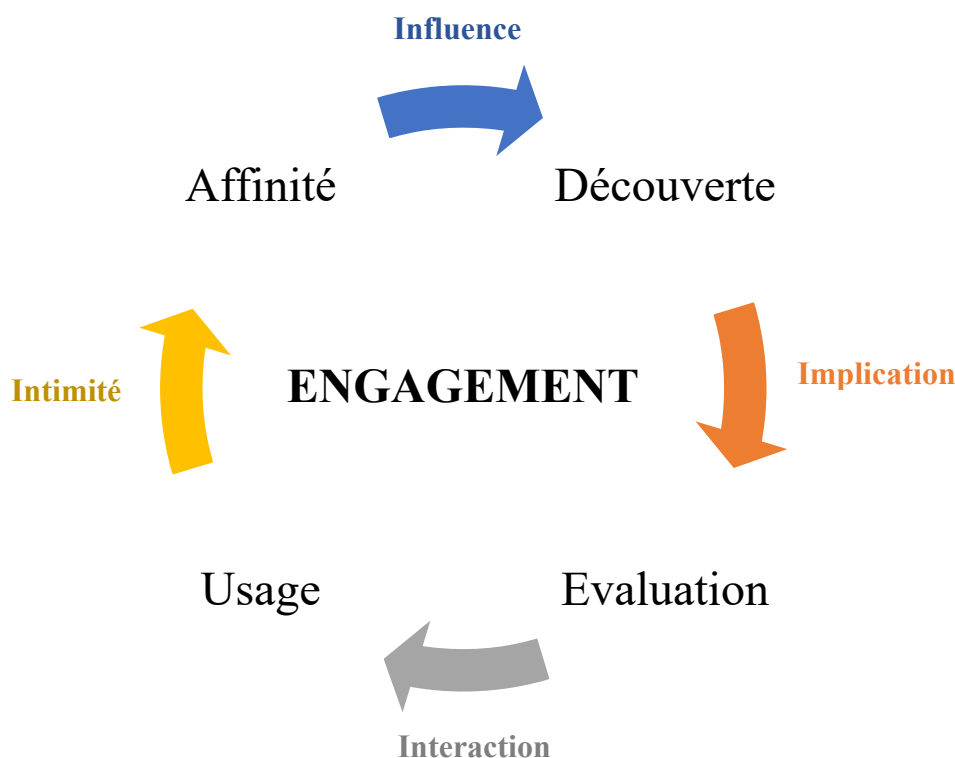 Influence
Affinité
Découverte
Intimité
ENGAGEMENT
Implication
Usage
Evaluation
Interaction